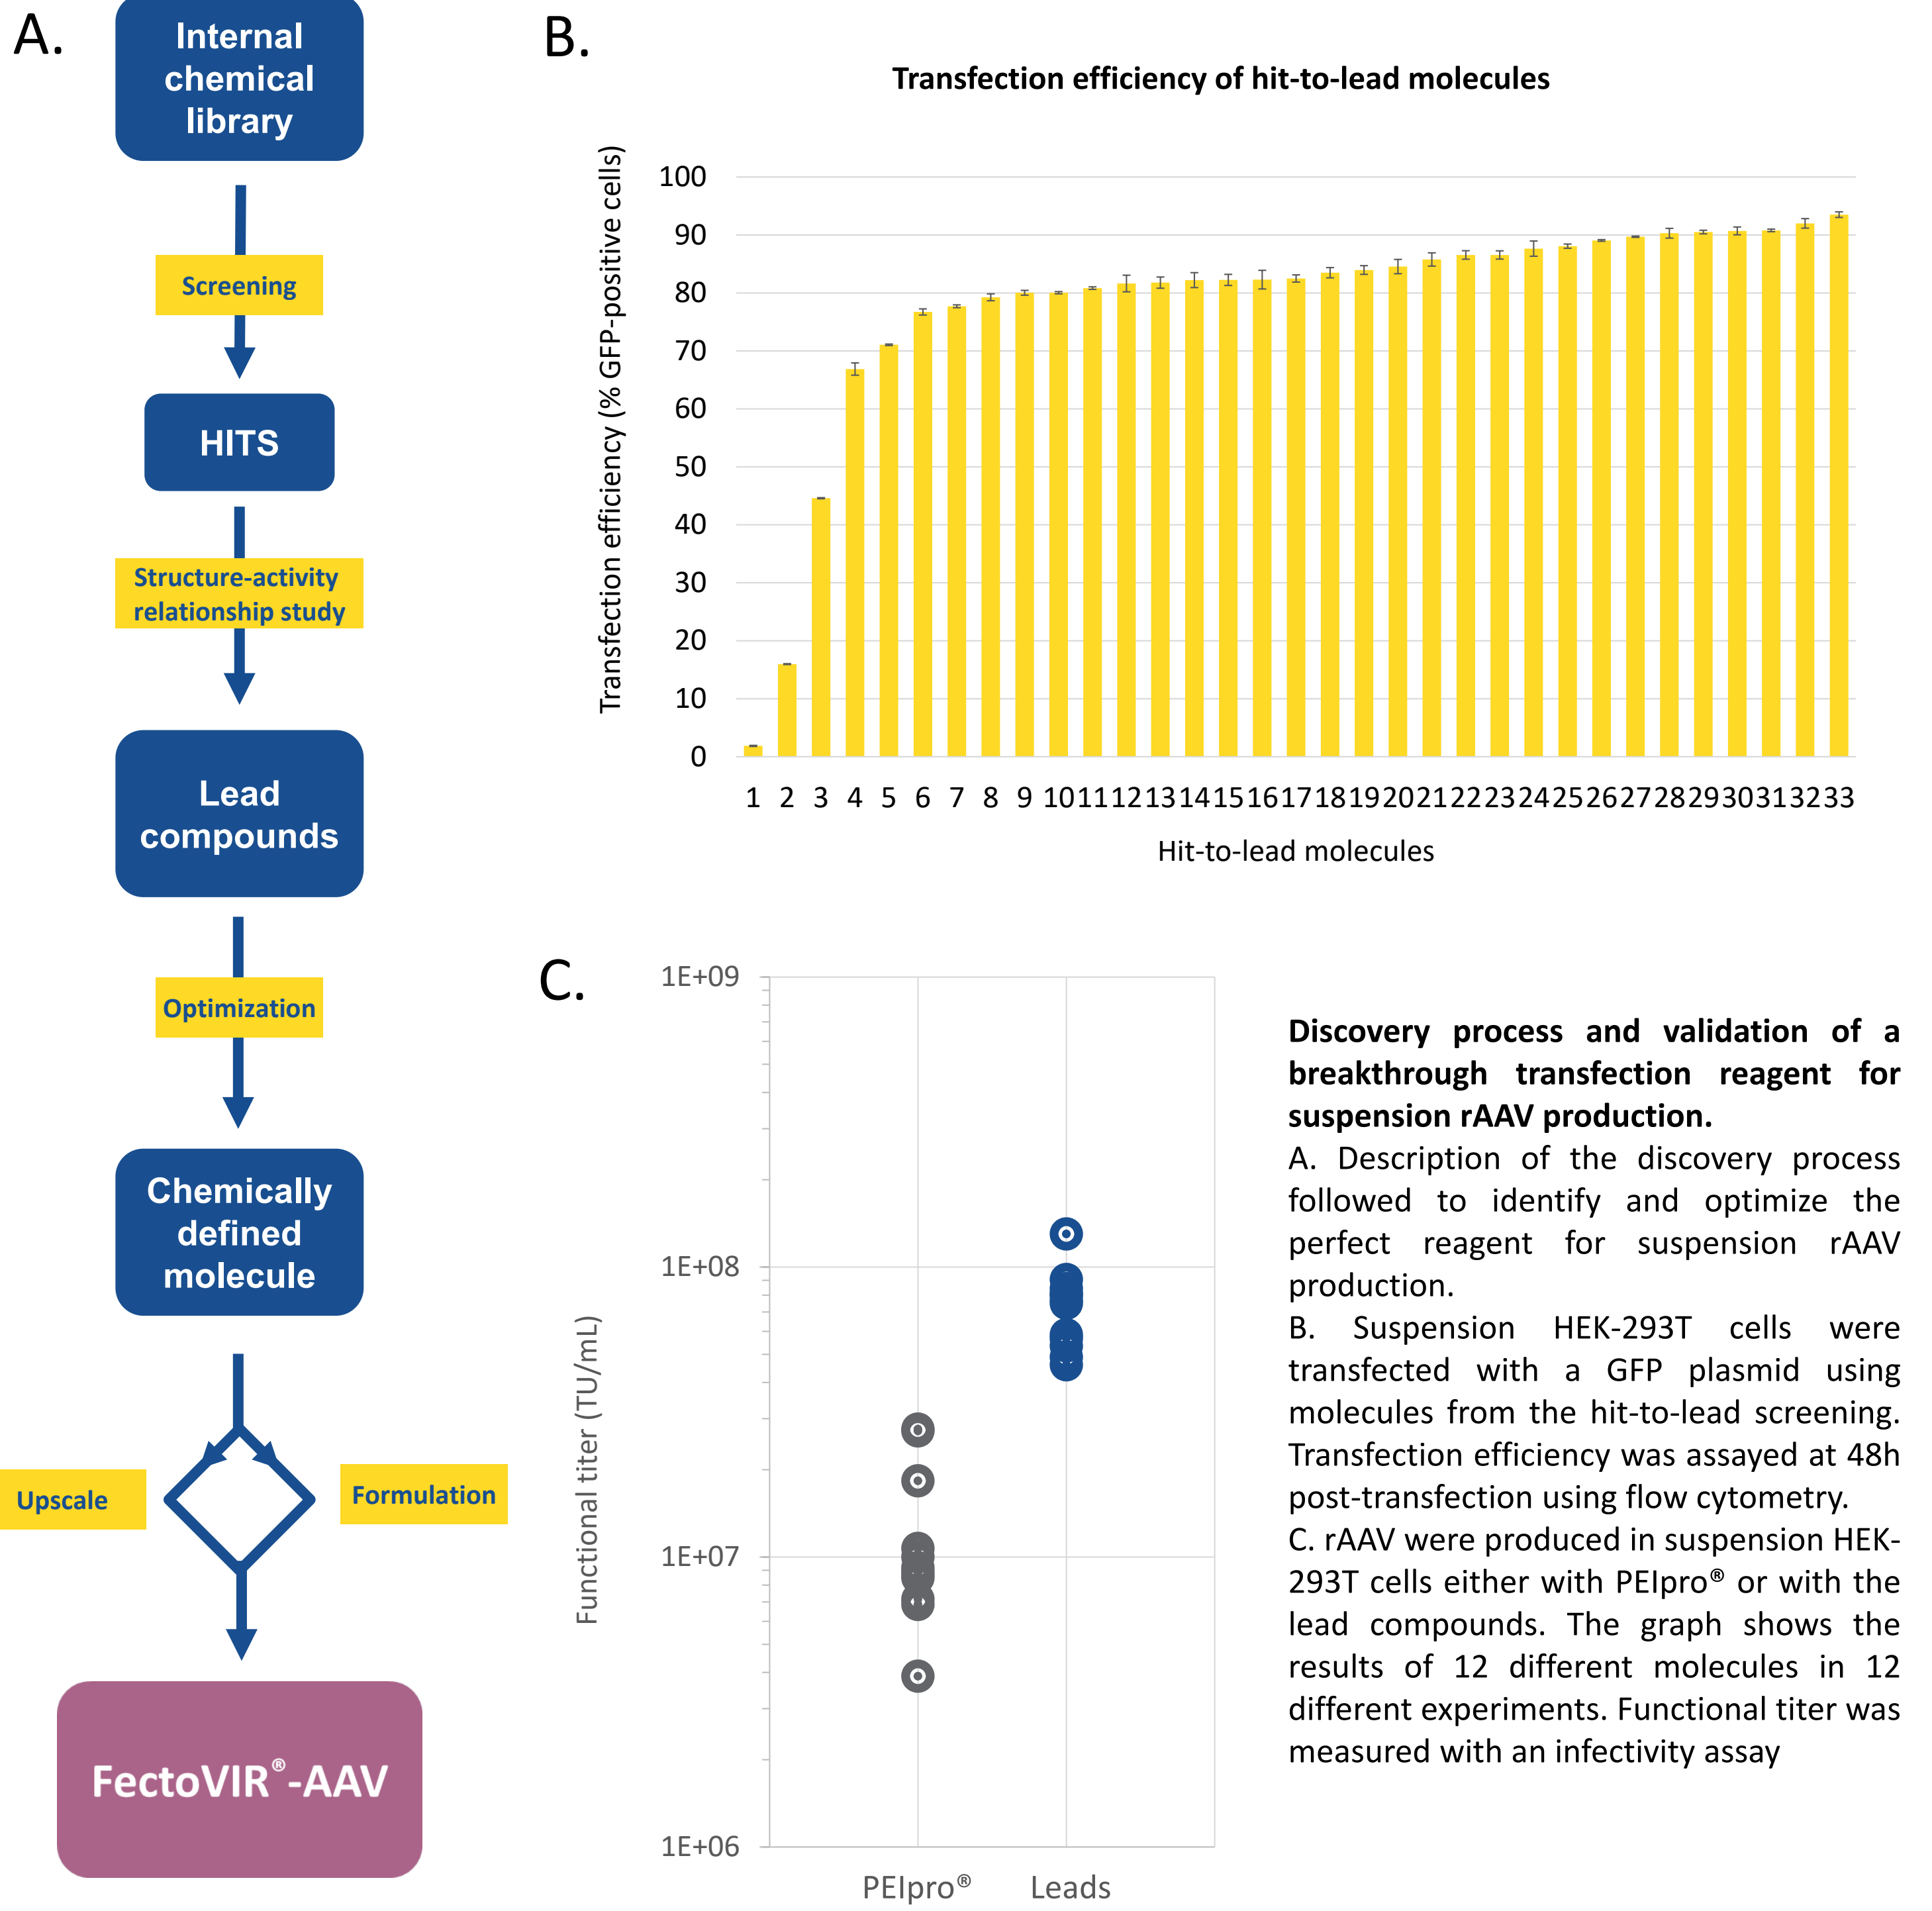 A.
Internal
chemical
library
Screening
HITS
Structure-activity
relationship study
Lead
compounds
Optimization
Chemically
defined
molecule
Upscale
Formulation
FectoVIR®-AAV
B.
Transfection efficiency of hit-to-lead molecules
Transfection efficiency (% GFP-positive cells)
100
90
80
70
60
50
40
30
20
10
0
1 2 3 4 5 6 7 8 9 10 11 12 13 14 15 16 17 18 19 20 21 22 23 24 25 26 27 28 29 30 31 32 33
Hit-to-lead molecules
C.
Functional titer (TU/mL)
1E+09
1E+08
1E+07
1E+06
PEIpro® Leads
Discovery process and validation of a
breakthrough transfection reagent for
suspension rAAV production.
A. Description of the discovery process
followed to identify and optimize the
perfect reagent for suspension rAAV
production.
B. Suspension HEK-293T cells were
transfected with a GFP plasmid using
molecules from the hit-to-lead screening.
Transfection efficiency was assayed at 48h
post-transfection using flow cytometry.
C. rAAV were produced in suspension HEK-
293T cells either with PEIpro® or with the
lead compounds. The graph shows the
results of 12 different molecules in 12
different experiments. Functional titer was
measured with an infectivity assay